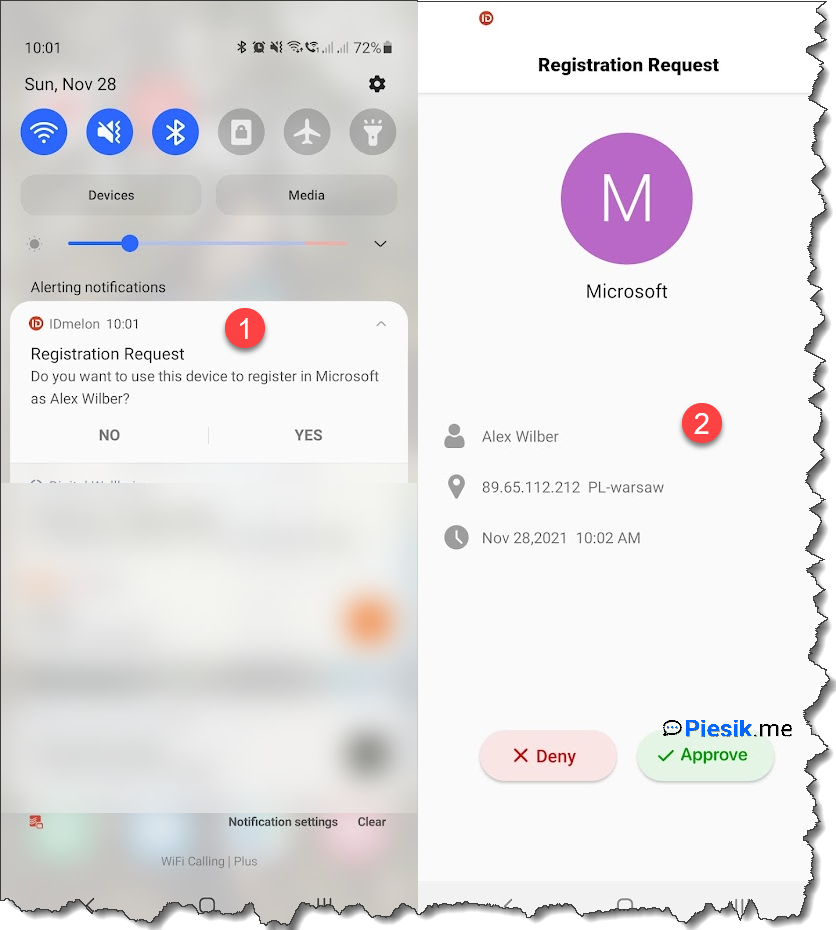 10:01
72%
Sun, Nov 28
Devices
Media
Alerting notifications
ID
IDmelon 10:01
1
Registration Request
Do you want to use this device to register in Microsoft
as Alex Wilber?
NO
YES
Notification settings
Clear
WiFi Calling | Plus
ID
Registration Request
M
Microsoft
2
Alex Wilber
89.65.112.212 PL-warsaw
Nov 28,2021 10:02 AM
Piesik.me
Deny
Approve